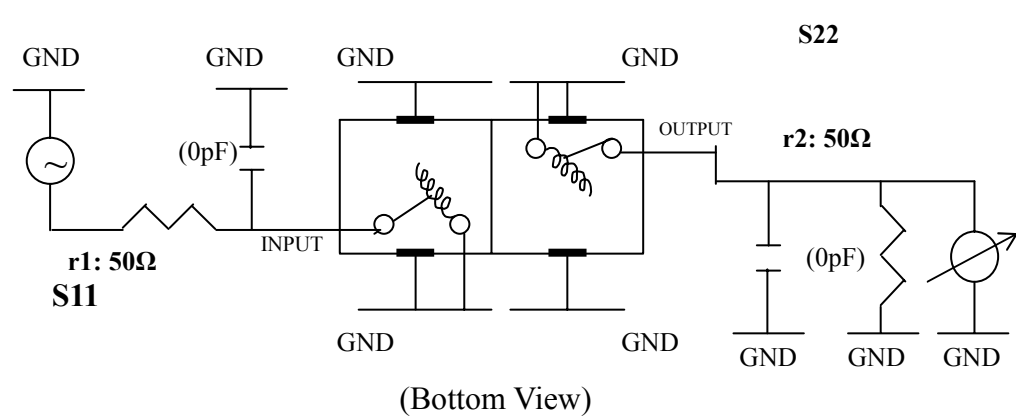 S22
GND
GND
GND
GND
(0pF)
OUTPUT
r2: 50Ω
INPUT
r1: 50Ω
(0pF)
S11
GND
GND
GND
GND
GND
(Bottom View)